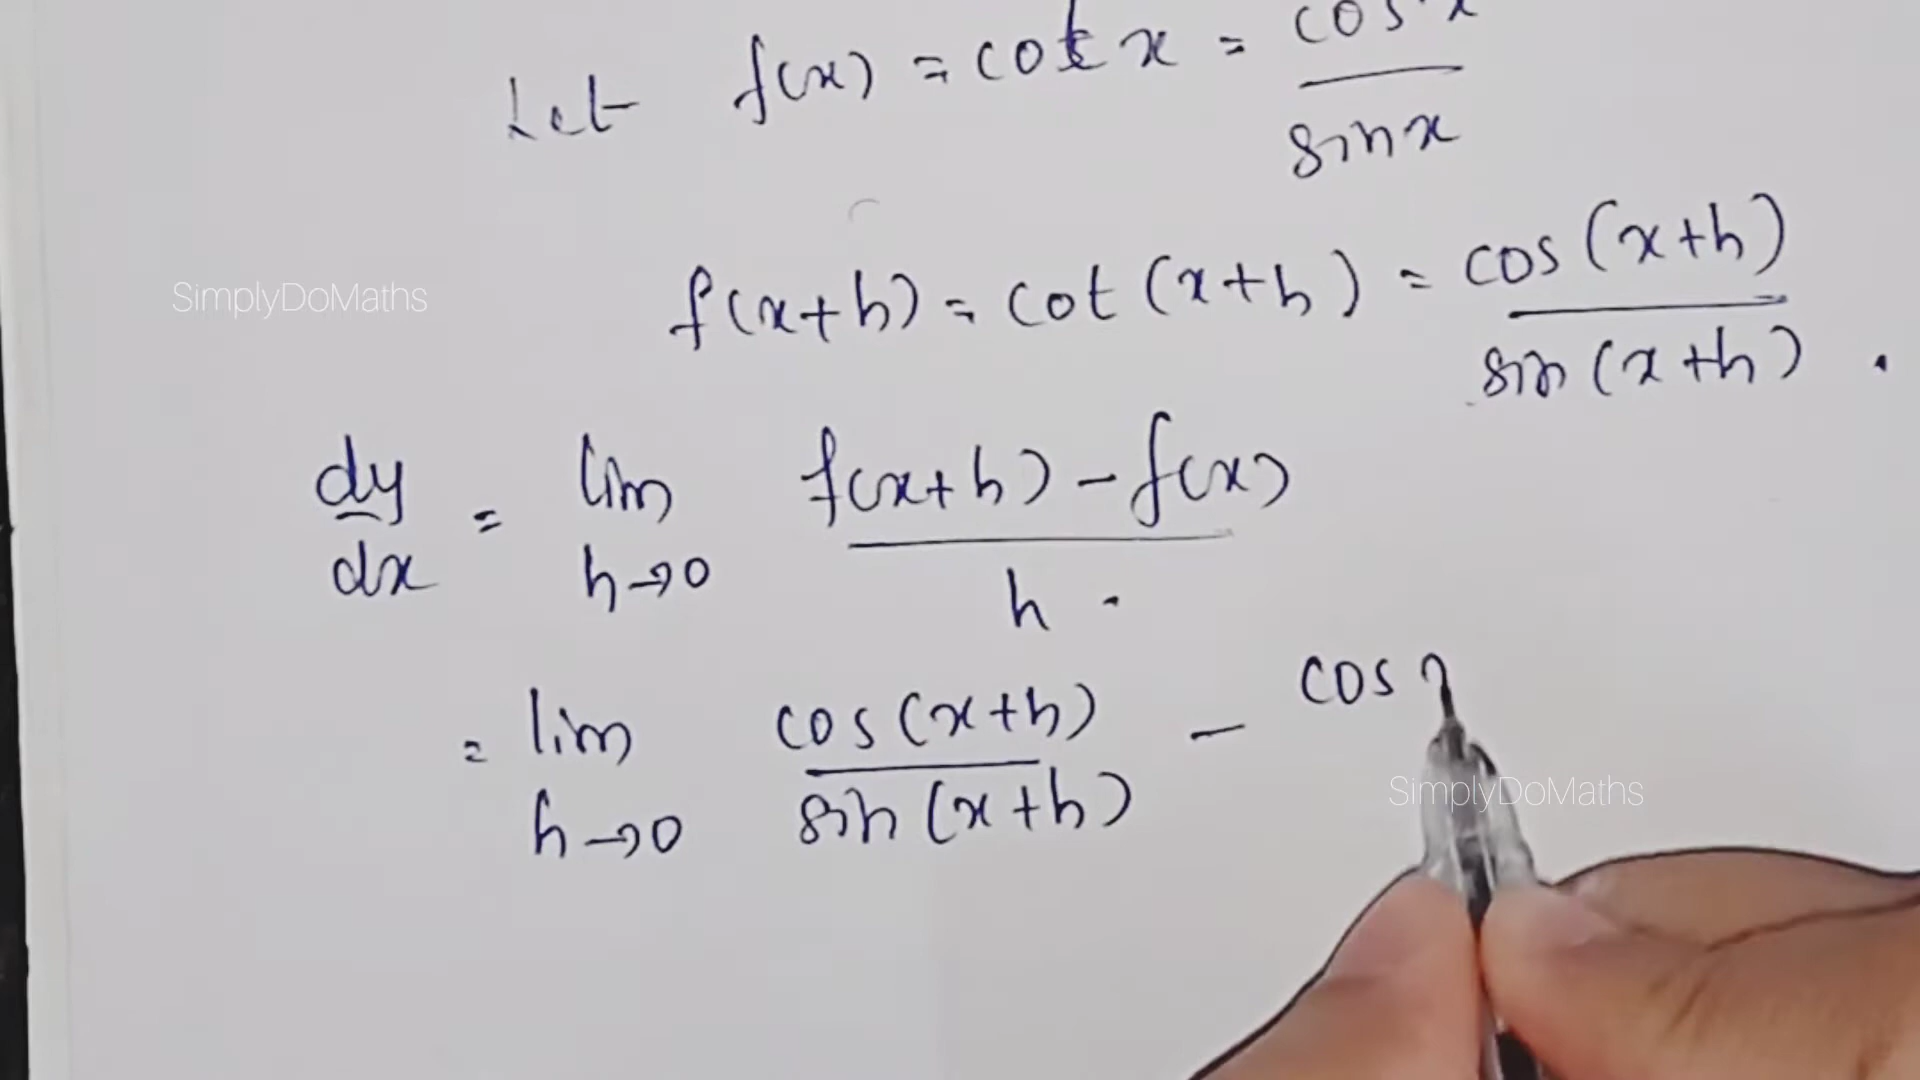 Let f(x) = cot x = cos x / sin x
f(x+h) = cot (x+h) = cos (x+h) / sin (x+h) .
SimplyDoMaths
dy/dx = lim h→0 f(x+h) - f(x) / h .
= lim h→0 cos (x+h) / sin (x+h) - cos
SimplyDoMaths